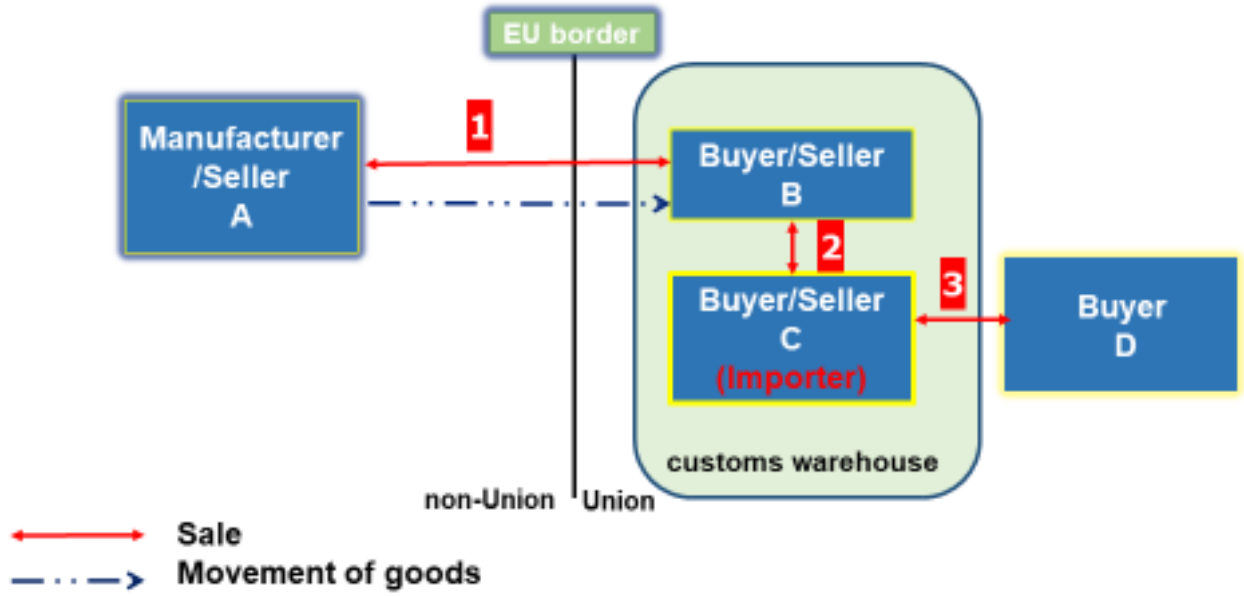 EU border
Manufacturer
/Seller
A
1
Buyer/Seller
B
2
Buyer/Seller
C
(Importer)
3
Buyer
D
customs warehouse
non-Union
Union
Sale
Movement of goods